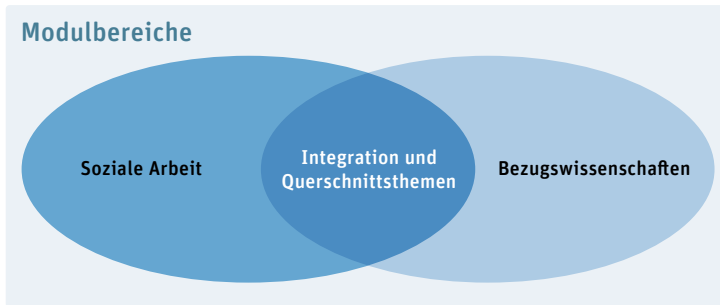 Modulbereiche
Soziale Arbeit
Integration und
Querschnittsthemen
Bezugswissenschaften